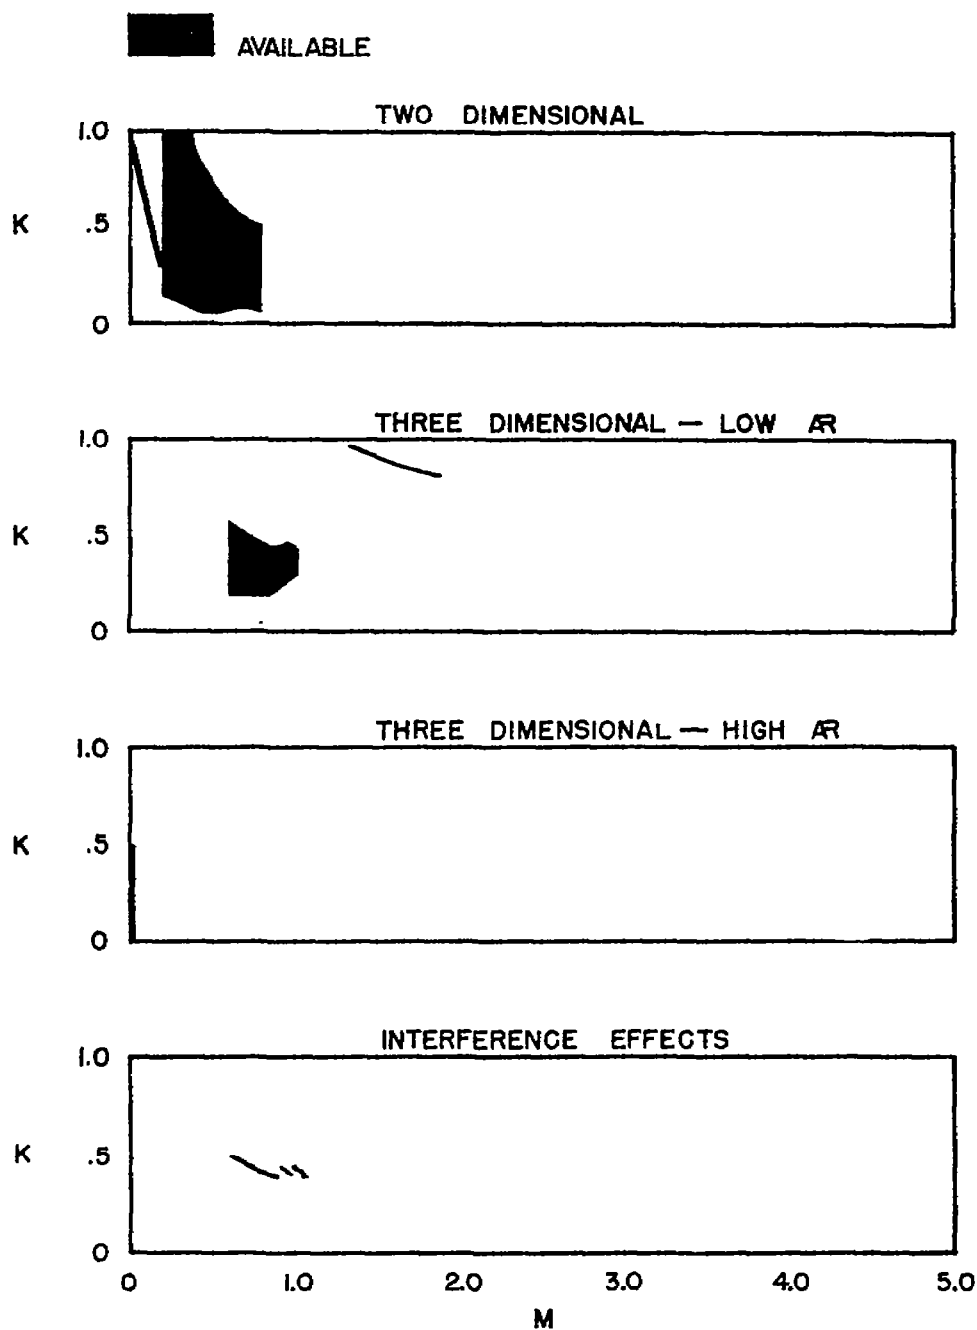 AVAILABLE
TWO DIMENSIONAL
1.0
K .5
0
THREE DIMENSIONAL — LOW AR
1.0
K .5
0
THREE DIMENSIONAL — HIGH AR
1.0
K .5
0
INTERFERENCE EFFECTS
1.0
K .5
0
0 1.0 2.0 3.0 4.0 5.0
M